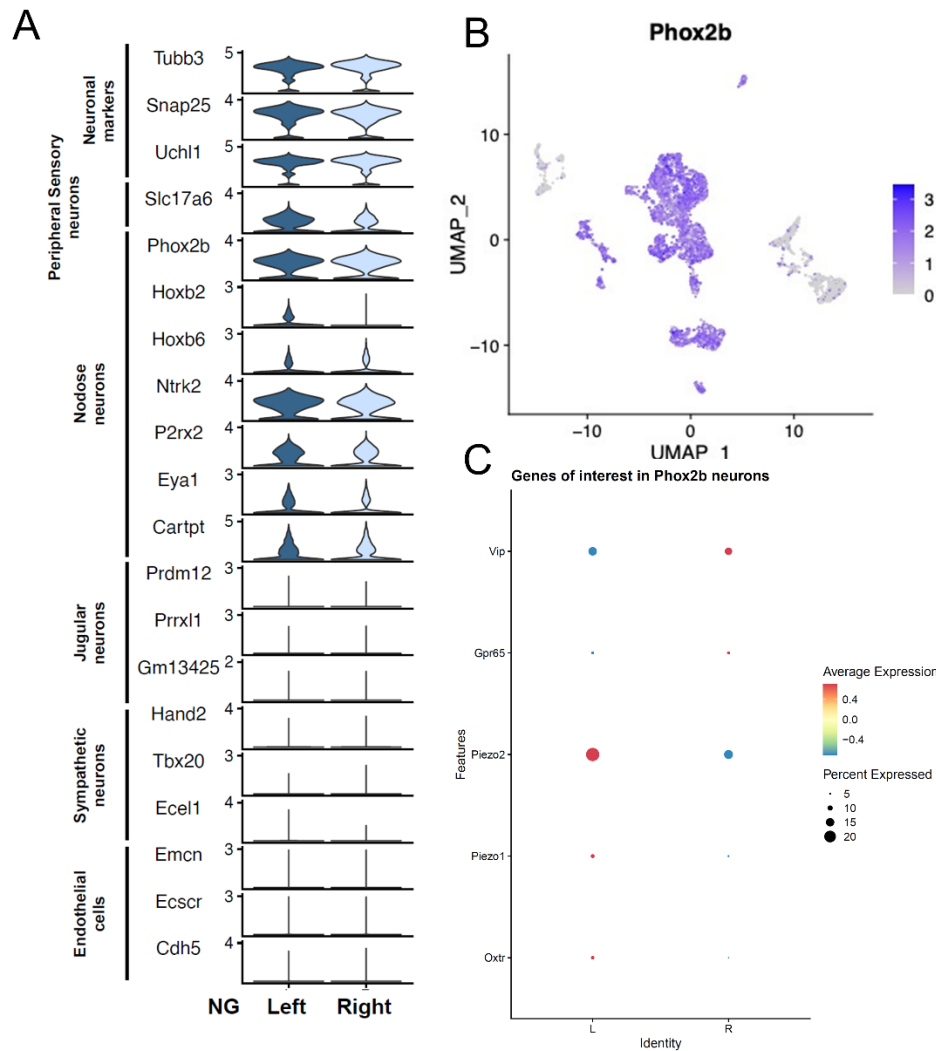 A
Peripheral Sensory
neurons
Neuronal
markers
Tubb3 5
Snap25 4
Uchl1 5
Slc17a6 4
Nodose
neurons
Phox2b 4
Hoxb2 3
Hoxb6 3
Ntrk2 4
P2rx2 4
Eya1 3
Cartpt 5
Jugular
neurons
Prdm12 3
Prrxl1 3
Gm13425 2
Sympathetic
neurons
Hand2 4
Tbx20 3
Ecel1 4
Endothelial
cells
Emcn 3
Ecscr 3
Cdh5 4
NG Left Right
B
Phox2b
UMAP_2
10
0
−10
−10 0 10
UMAP_1
3
2
1
0
C
Genes of interest in Phox2b neurons
Features
Vip
Gpr65
Piezo2
Piezo1
Oxtr
L R
Identity
Average Expression
0.4
0.0
−0.4
Percent Expressed
5
10
15
20